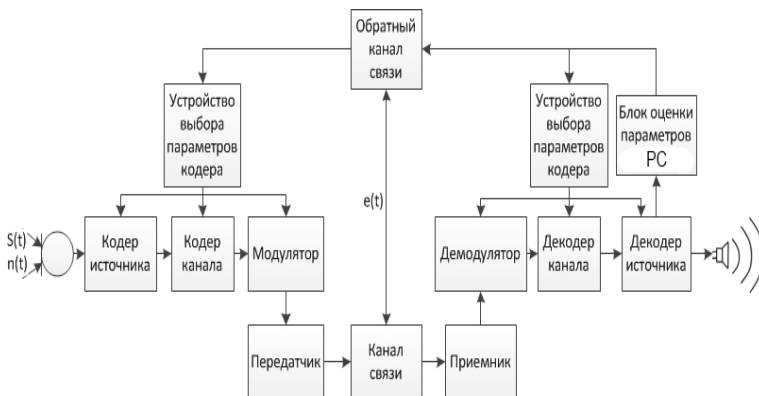 Обратный
канал
связи
Устройство
выбора
параметров
кодера
Устройство
выбора
параметров
кодера
Блок оценки
параметров
РС
e(t)
S(t)
n(t)
Кодер
источника
Кодер
канала
Модулятор
Демодулятор
Декодер
канала
Декодер
источника
Передатчик
Канал
связи
Приемник